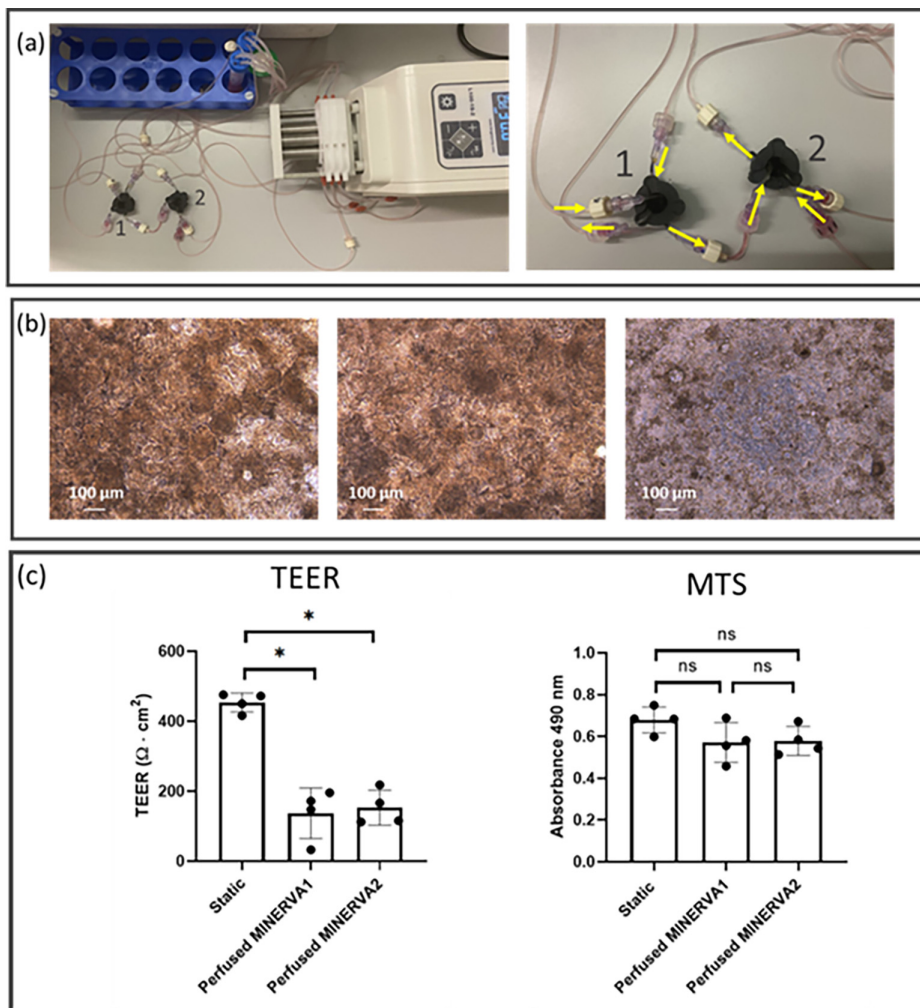 (a)
1
2
1
2
(b)
100 µm
100 µm
100 µm
(c)
TEER
MTS
*
*
ns
ns
ns
600
400
200
0
TEER (Ω · cm²)
Static
Perfused MINERVA1
Perfused MINERVA2
1.0
0.8
0.6
0.4
0.2
0.0
Absorbance 490 nm
Static
Perfused MINERVA1
Perfused MINERVA2